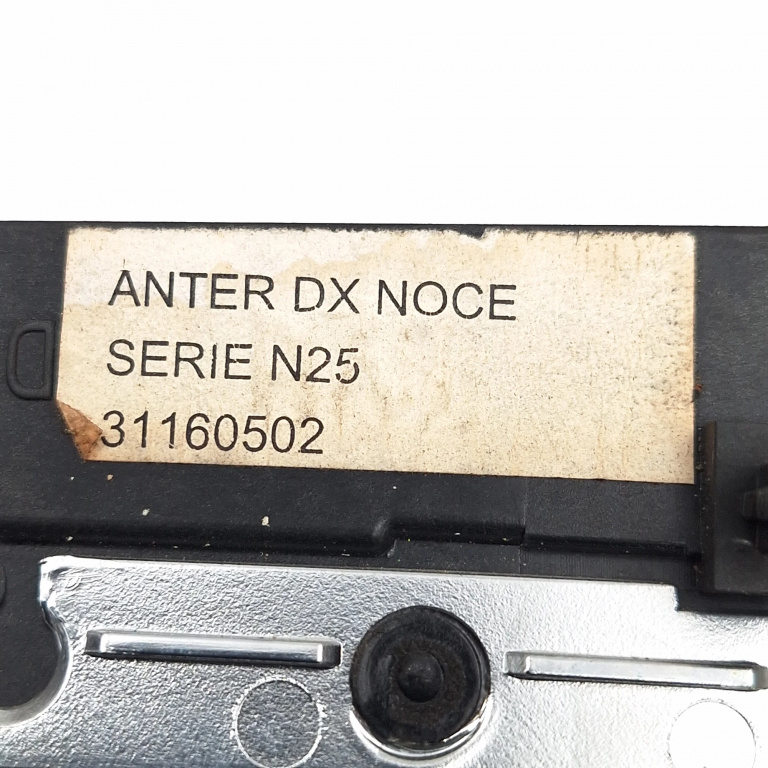 ANTER DX NOCE
SERIE N25
31160502